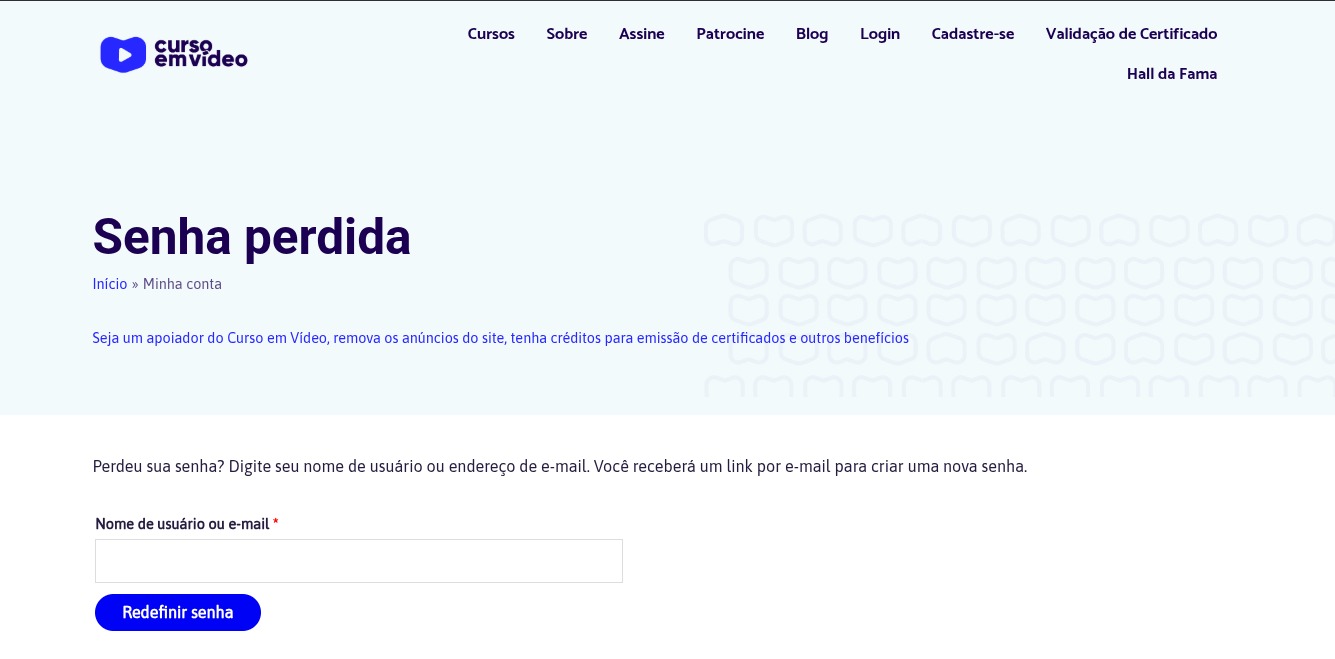 curso
em vídeo
Cursos Sobre Assine Patrocine Blog Login Cadastre-se Validação de Certificado
Hall da Fama
Senha perdida
Início » Minha conta
Seja um apoiador do Curso em Vídeo, remova os anúncios do site, tenha créditos para emissão de certificados e outros benefícios
Perdeu sua senha? Digite seu nome de usuário ou endereço de e-mail. Você receberá um link por e-mail para criar uma nova senha.
Nome de usuário ou e-mail *
Redefinir senha